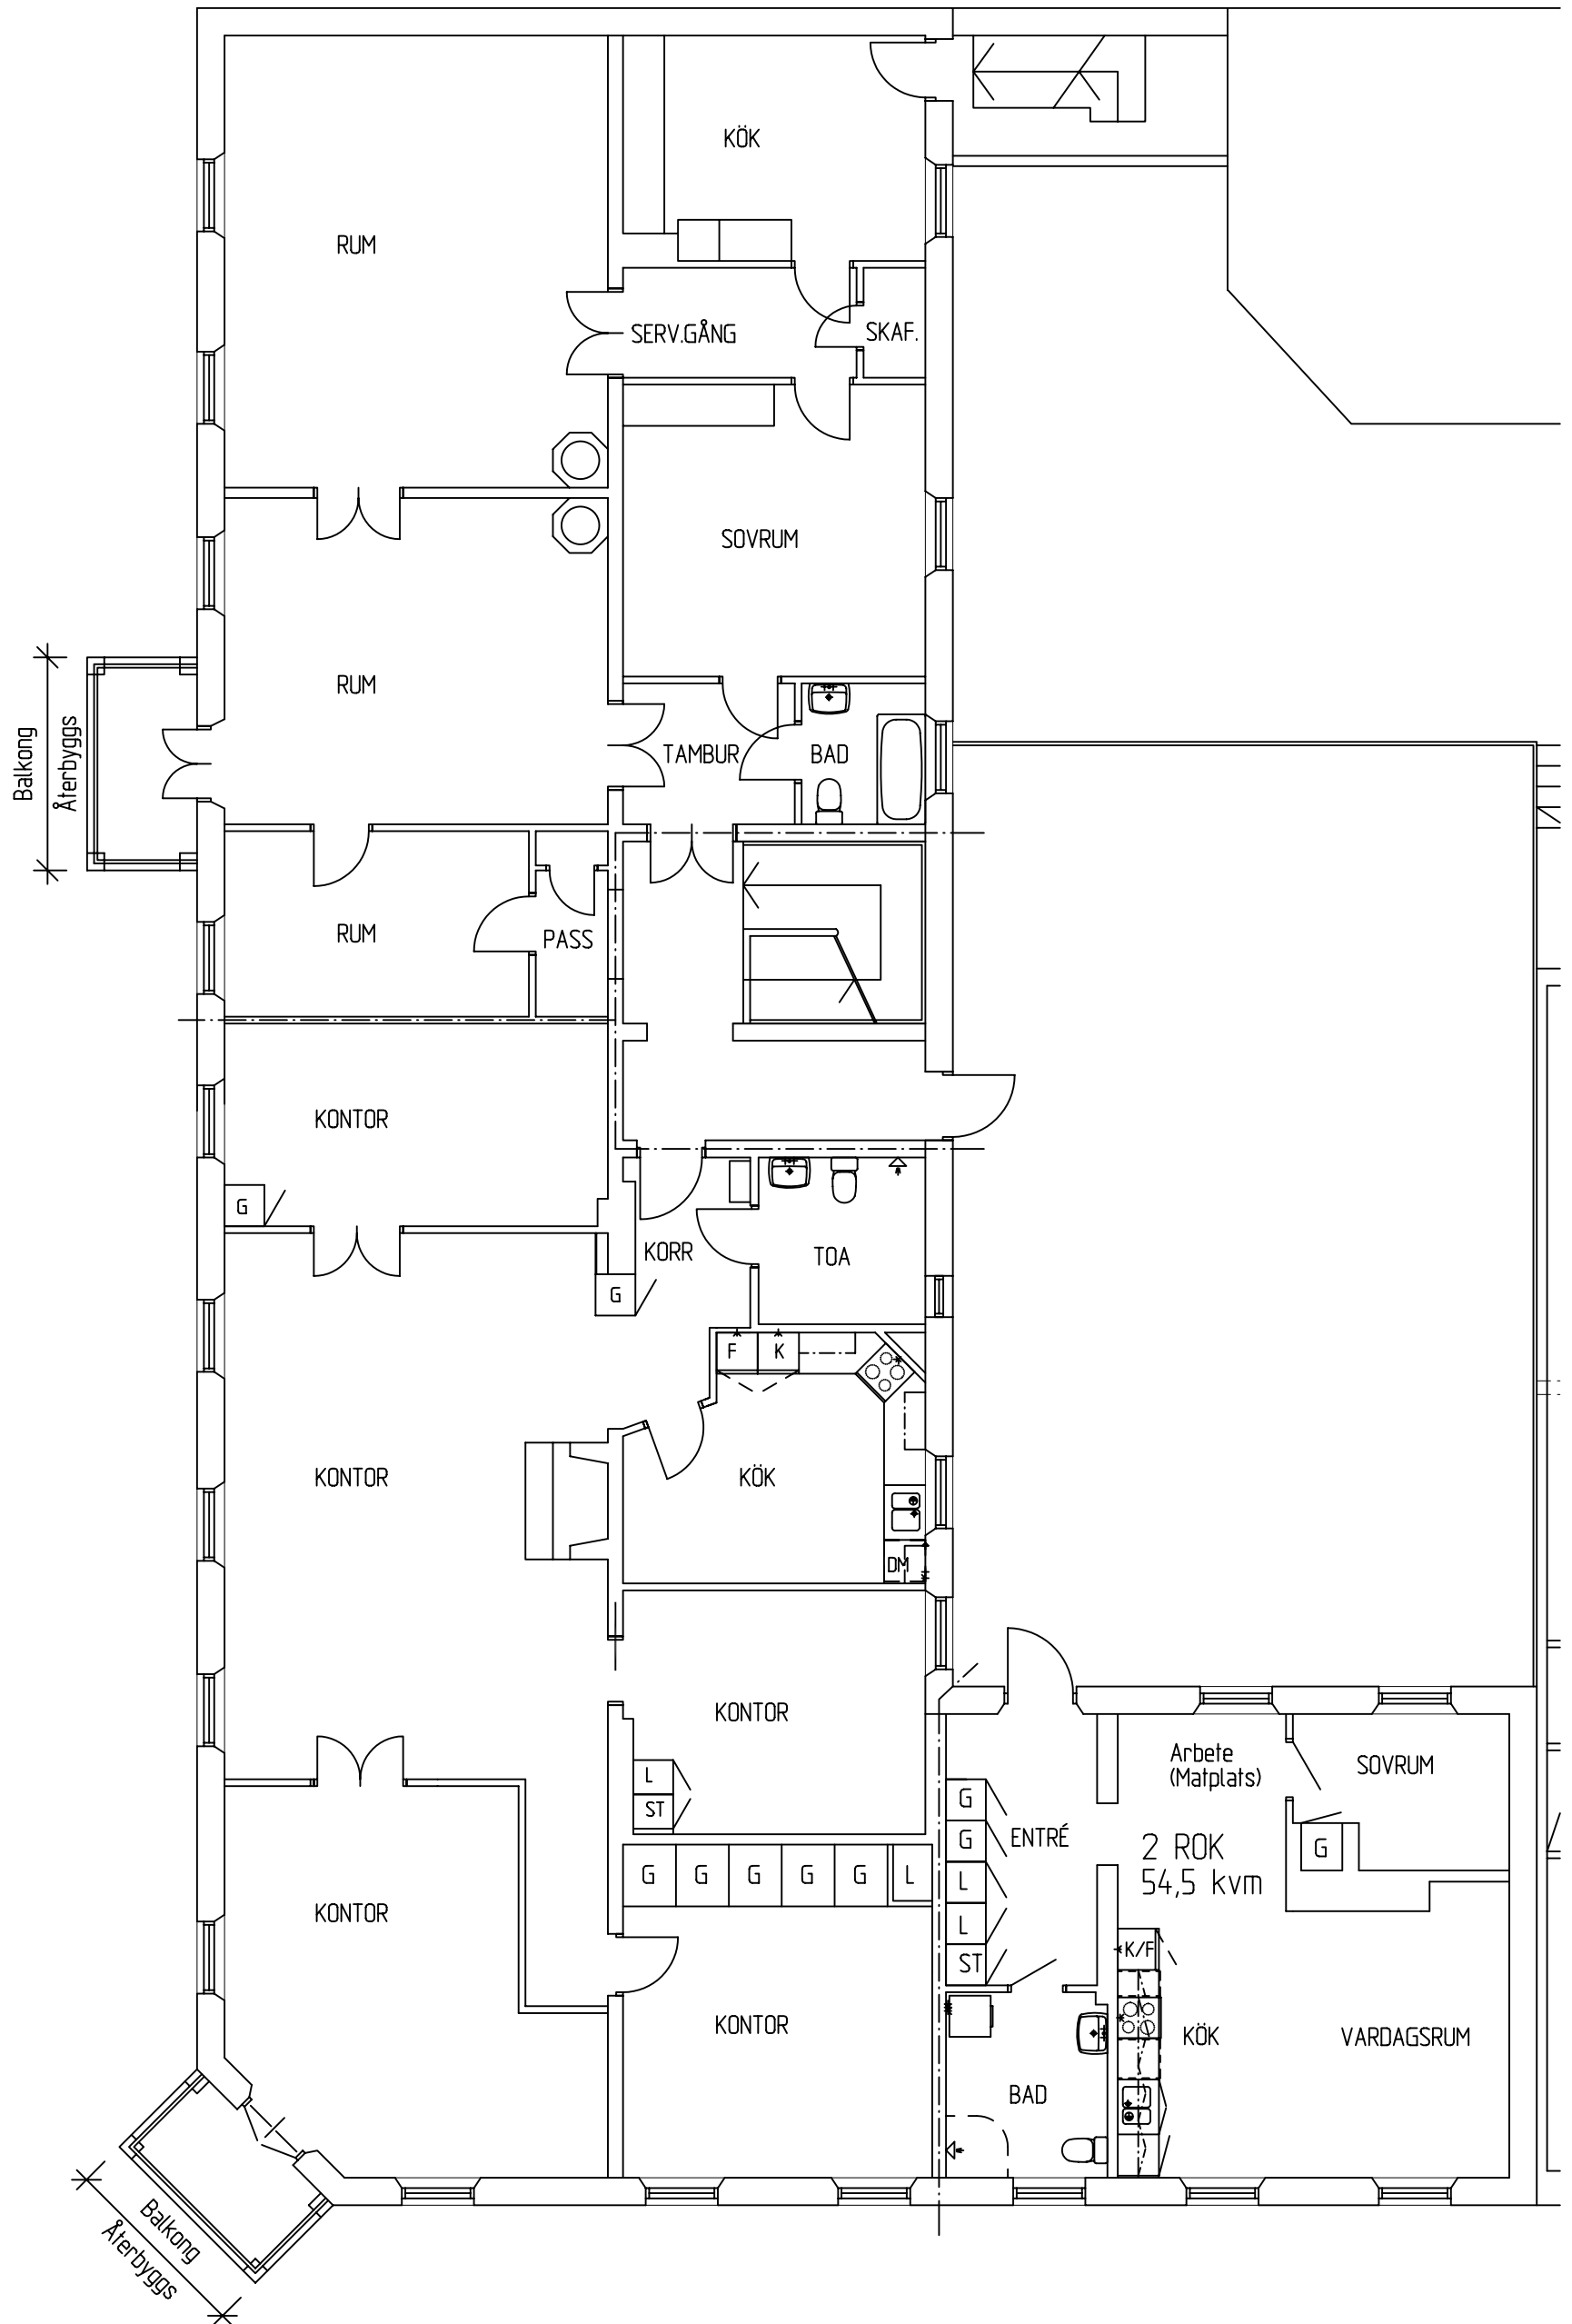 KÖK
RUM
SERV.GÅNG
SKAF.
SOVRUM
RUM
Balkong
Återbyggs
TAMBUR
BAD
RUM
PASS
KONTOR
G
KORR
TOA
G
F
K
KONTOR
KÖK
DM
KONTOR
L
ST
Arbete
(Matplats)
SOVRUM
G
G
L
L
ST
ENTRÉ
2 ROK
54,5 kvm
G
G
G
G
G
G
L
KONTOR
K/F
KONTOR
KÖK
VARDAGSRUM
BAD
Balkong
Återbyggs